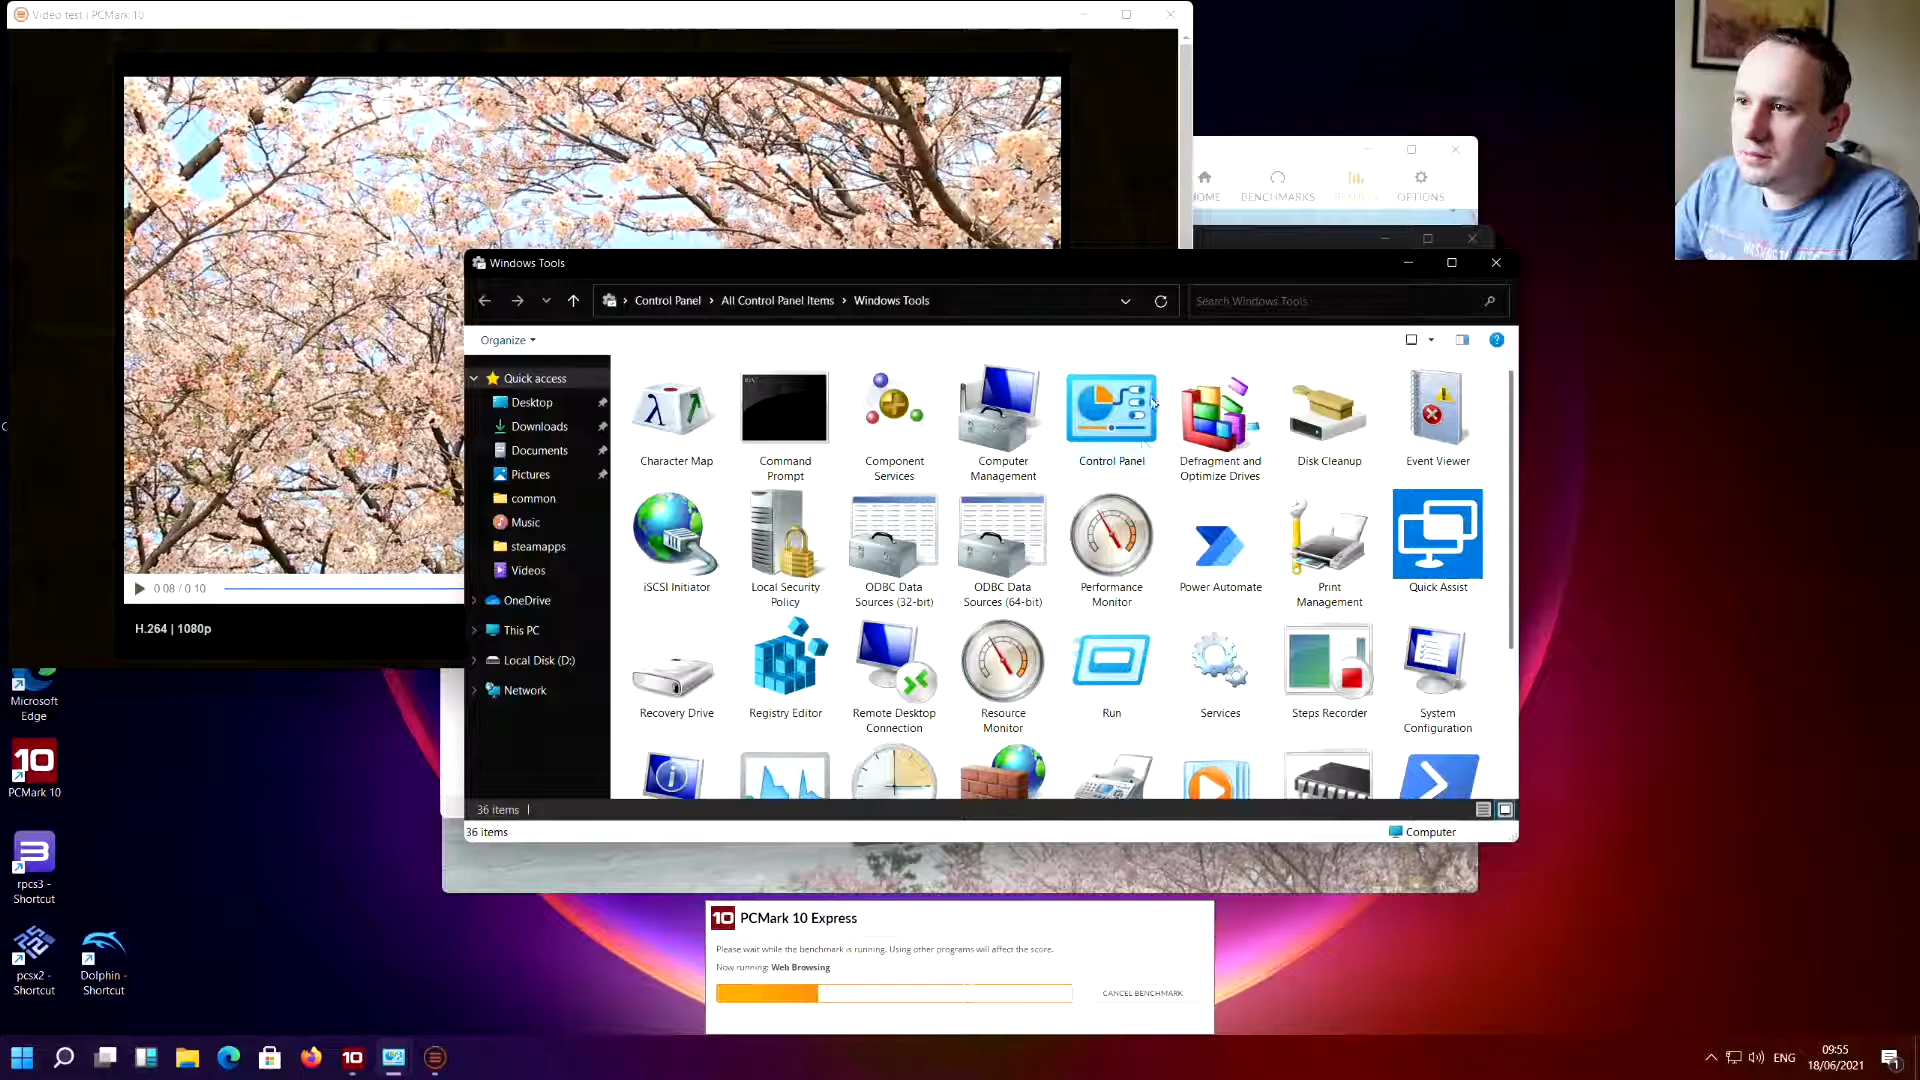 Video test | PCMark 10
HOME
BENCHMARKS
RESULTS
OPTIONS
Windows Tools
Control Panel
All Control Panel Items
Windows Tools
Search Windows Tools
Organize
Quick access
Desktop
Downloads
Documents
Pictures
common
Music
steamapps
Videos
OneDrive
This PC
Local Disk (D:)
Network
Character Map
Command
Prompt
Component
Services
Computer
Management
Control Panel
Defragment and
Optimize Drives
Disk Cleanup
Event Viewer
iSCSI Initiator
Local Security
Policy
ODBC Data
Sources (32-bit)
ODBC Data
Sources (64-bit)
Performance
Monitor
Power Automate
Print
Management
Quick Assist
Recovery Drive
Registry Editor
Remote Desktop
Connection
Resource
Monitor
Run
Services
Steps Recorder
System
Configuration
36 items
36 items
Computer
0:08 / 0:10
H.264 | 1080p
Microsoft
Edge
10
PCMark 10
rpcs3 -
Shortcut
pcsx2 -
Shortcut
Dolphin -
Shortcut
10 PCMark 10 Express
Please wait while the benchmark is running. Using other programs will affect the score.
Now running: Web Browsing
CANCEL BENCHMARK
10
ENG
09:55
18/06/2021
1